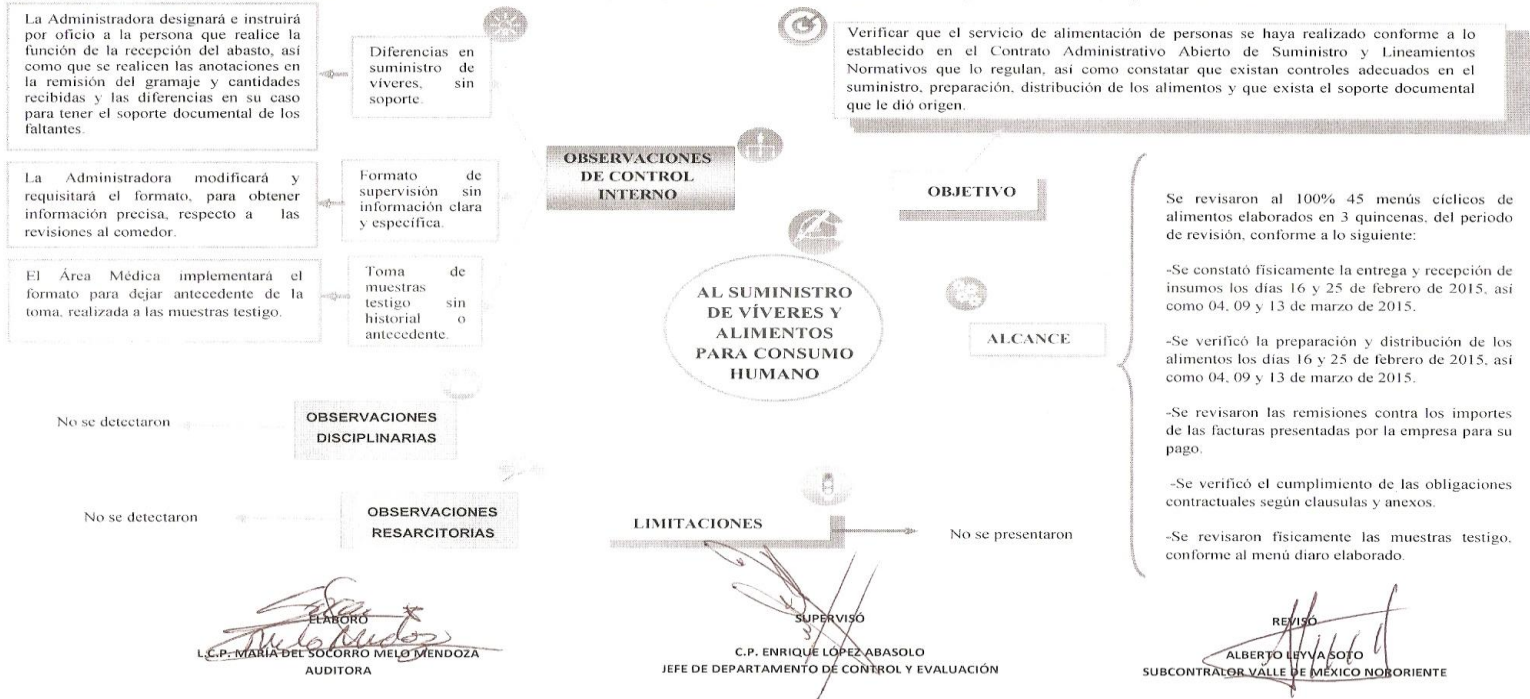 La Administradora designará e instruirá
por oficio a la persona que realice la
función de la recepción del abasto, así
como que se realicen las anotaciones en
la remisión del gramaje y cantidades
recibidas y las diferencias en su caso
para tener el soporte documental de los
faltantes.
Diferencias en
suministro de
víveres, sin
soporte.
La Administradora modificará y
requisitará el formato, para obtener
información precisa, respecto a las
revisiones al comedor.
Formato de
supervisión sin
información clara
y específica.
El Área Médica implementará el
formato para dejar antecedente de la
toma, realizada a las muestras testigo.
Toma de
muestras
testigo sin
historial o
antecedente.
OBSERVACIONES
DE CONTROL
INTERNO
No se detectaron
OBSERVACIONES
DISCIPLINARIAS
No se detectaron
OBSERVACIONES
RESARCITORIAS
AL SUMINISTRO
DE VÍVERES Y
ALIMENTOS
PARA CONSUMO
HUMANO
Verificar que el servicio de alimentación de personas se haya realizado conforme a lo
establecido en el Contrato Administrativo Abierto de Suministro y Lineamientos
Normativos que lo regulan, así como constatar que existan controles adecuados en el
suministro, preparación, distribución de los alimentos y que exista el soporte documental
que le dió origen.
OBJETIVO
ALCANCE
Se revisaron al 100% 45 menús cíclicos de
alimentos elaborados en 3 quincenas, del periodo
de revisión, conforme a lo siguiente:
-Se constató físicamente la entrega y recepción de
insumos los días 16 y 25 de febrero de 2015, así
como 04, 09 y 13 de marzo de 2015.
-Se verificó la preparación y distribución de los
alimentos los días 16 y 25 de febrero de 2015, así
como 04, 09 y 13 de marzo de 2015.
-Se revisaron las remisiones contra los importes
de las facturas presentadas por la empresa para su
pago.
-Se verificó el cumplimiento de las obligaciones
contractuales según clausulas y anexos.
-Se revisaron físicamente las muestras testigo,
conforme al menú diaro elaborado.
LIMITACIONES
No se presentaron
ELABORÓ
L.C.P. MARÍA DEL SOCORRO MELO MENDOZA
AUDITORA
SUPERVISÓ
C.P. ENRIQUE LÓPEZ ABASOLO
JEFE DE DEPARTAMENTO DE CONTROL Y EVALUACIÓN
REVISÓ
ALBERTO LEYVA SOTO
SUBCONTRALOR VALLE DE MÉXICO NORORIENTE